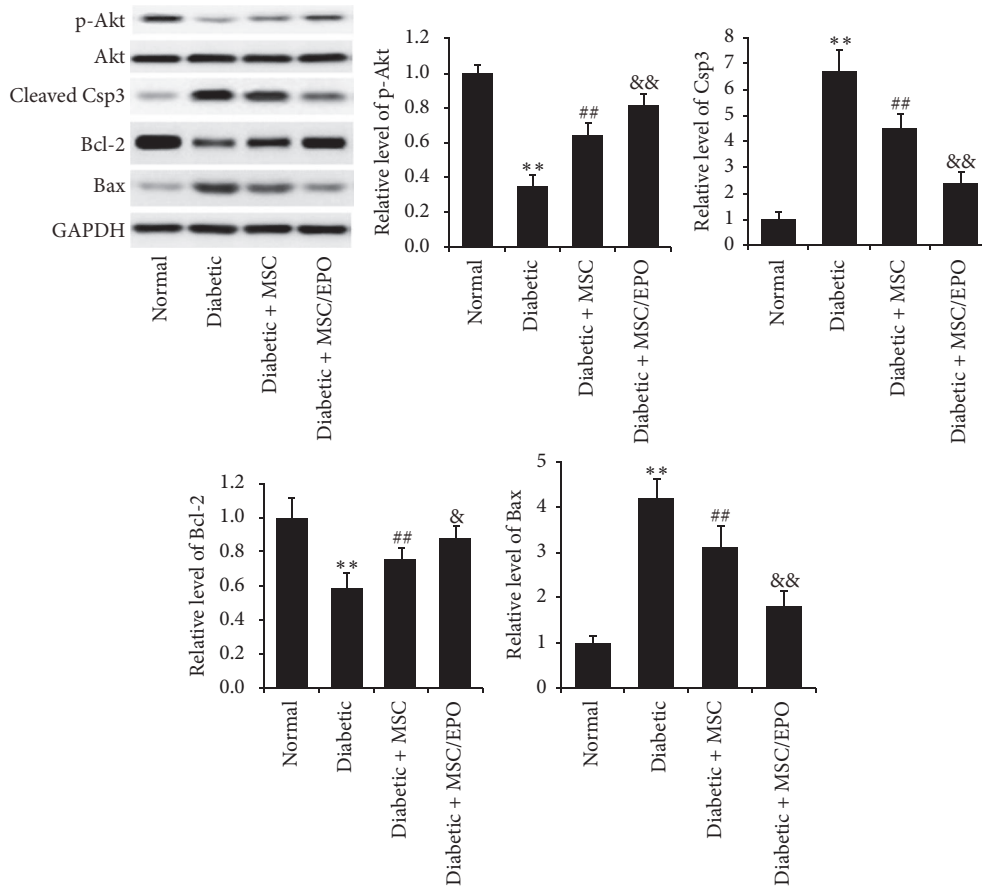 p-Akt
Akt
Cleaved Csp3
Bcl-2
Bax
GAPDH
Normal
Diabetic
Diabetic + MSC
Diabetic + MSC/EPO
Relative level of p-Akt
1.2
1.0
0.8
0.6
0.4
0.2
0.0
**
##
&&
Normal
Diabetic
Diabetic + MSC
Diabetic + MSC/EPO
Relative level of Csp3
8
7
6
5
4
3
2
1
0
**
##
&&
Normal
Diabetic
Diabetic + MSC
Diabetic + MSC/EPO
Relative level of Bcl-2
1.2
1.0
0.8
0.6
0.4
0.2
0.0
**
##
&
Normal
Diabetic
Diabetic + MSC
Diabetic + MSC/EPO
Relative level of Bax
5
4
3
2
1
0
**
##
&&
Normal
Diabetic
Diabetic + MSC
Diabetic + MSC/EPO